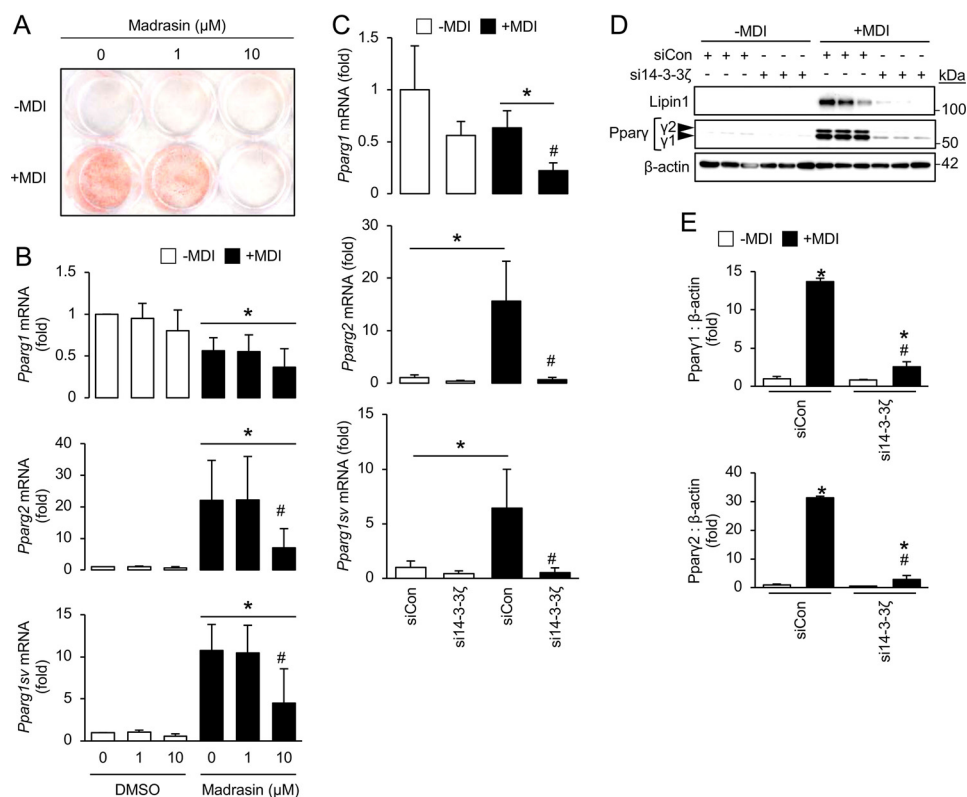 A
Madrasin (μM)
0 1 10
-MDI
+MDI
B
-MDI +MDI
Pparg1 mRNA
(fold)
1.5
1
0.5
0
*
Pparg2 mRNA
(fold)
40
30
20
10
0
*
#
Pparg1sv mRNA
(fold)
15
10
5
0
*
#
0 1 10 0 1 10
DMSO Madrasin (μM)
C
-MDI +MDI
Pparg1 mRNA (fold)
1.5
1
0.5
0
*
#
Pparg2 mRNA (fold)
30
20
10
0
*
#
Pparg1sv mRNA (fold)
15
10
5
0
*
#
siCon si14-3-3ζ siCon si14-3-3ζ
D
-MDI +MDI
siCon + + + - - - + + + - - -
si14-3-3ζ - - - + + + - - - + + + kDa
Lipin1 -100
Pparγ [γ2 γ1 -50
β-actin -42
E
-MDI +MDI
Pparγ1 : β-actin
(fold)
15
10
5
0
*
*
#
siCon si14-3-3ζ
Pparγ2 : β-actin
(fold)
40
30
20
10
0
*
*
#
siCon si14-3-3ζ